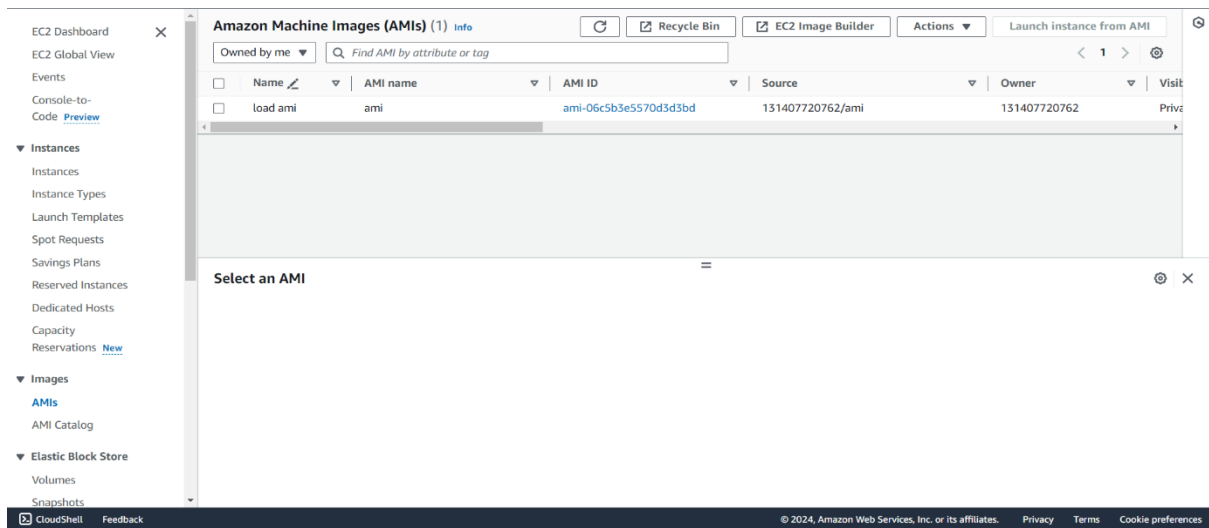 EC2 Dashboard
EC2 Global View
Events
Console-to-
Code Preview
Instances
Instances
Instance Types
Launch Templates
Spot Requests
Savings Plans
Reserved Instances
Dedicated Hosts
Capacity
Reservations New
Images
AMIs
AMI Catalog
Elastic Block Store
Volumes
Snapshots
Amazon Machine Images (AMIs) (1) Info
Recycle Bin
EC2 Image Builder
Actions
Launch instance from AMI
Owned by me
Find AMI by attribute or tag
1
Name AMI name AMI ID Source Owner Visib
load ami ami ami-06c5b3e5570d3d3bd 131407720762/ami 131407720762 Priva
Select an AMI
CloudShell Feedback © 2024, Amazon Web Services, Inc. or its affiliates. Privacy Terms Cookie preferences